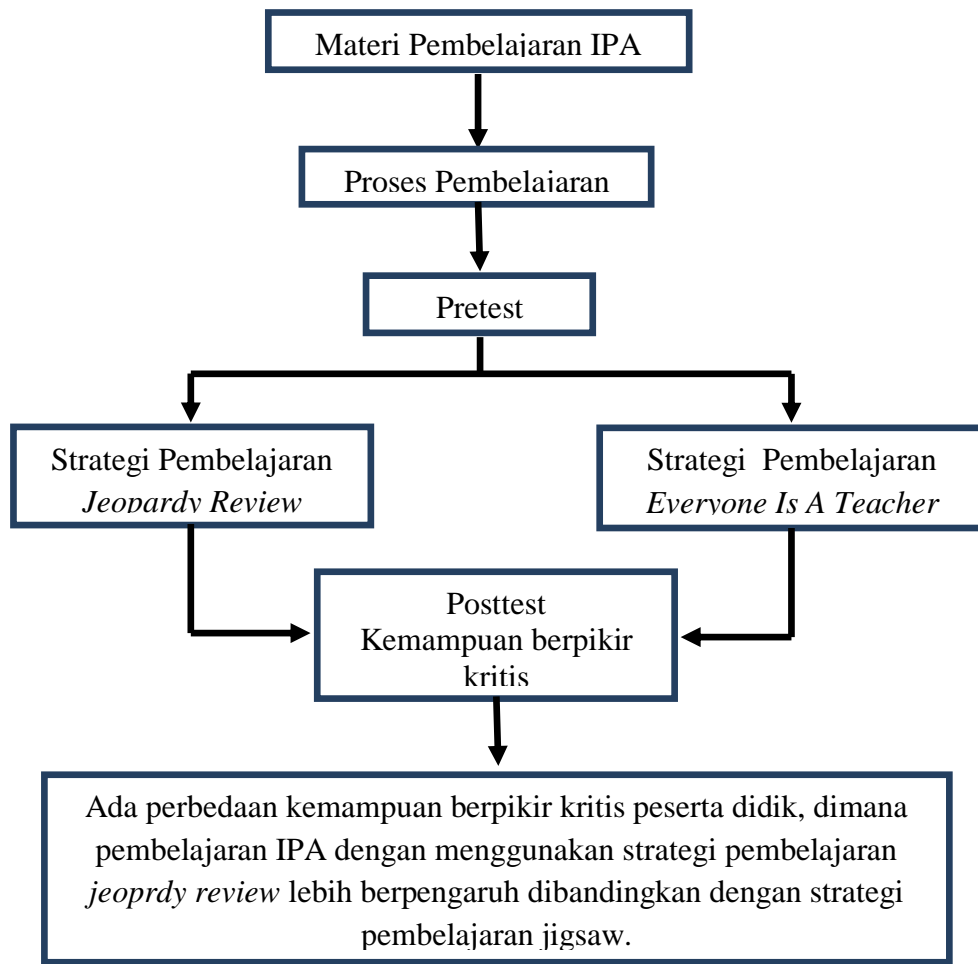 Materi Pembelajaran IPA
Proses Pembelajaran
Pretest
Strategi Pembelajaran
Jeopardy Review
Strategi Pembelajaran
Everyone Is A Teacher
Posttest
Kemampuan berpikir
kritis
Ada perbedaan kemampuan berpikir kritis peserta didik, dimana
pembelajaran IPA dengan menggunakan strategi pembelajaran
jeoprdy review lebih berpengaruh dibandingkan dengan strategi
pembelajaran jigsaw.